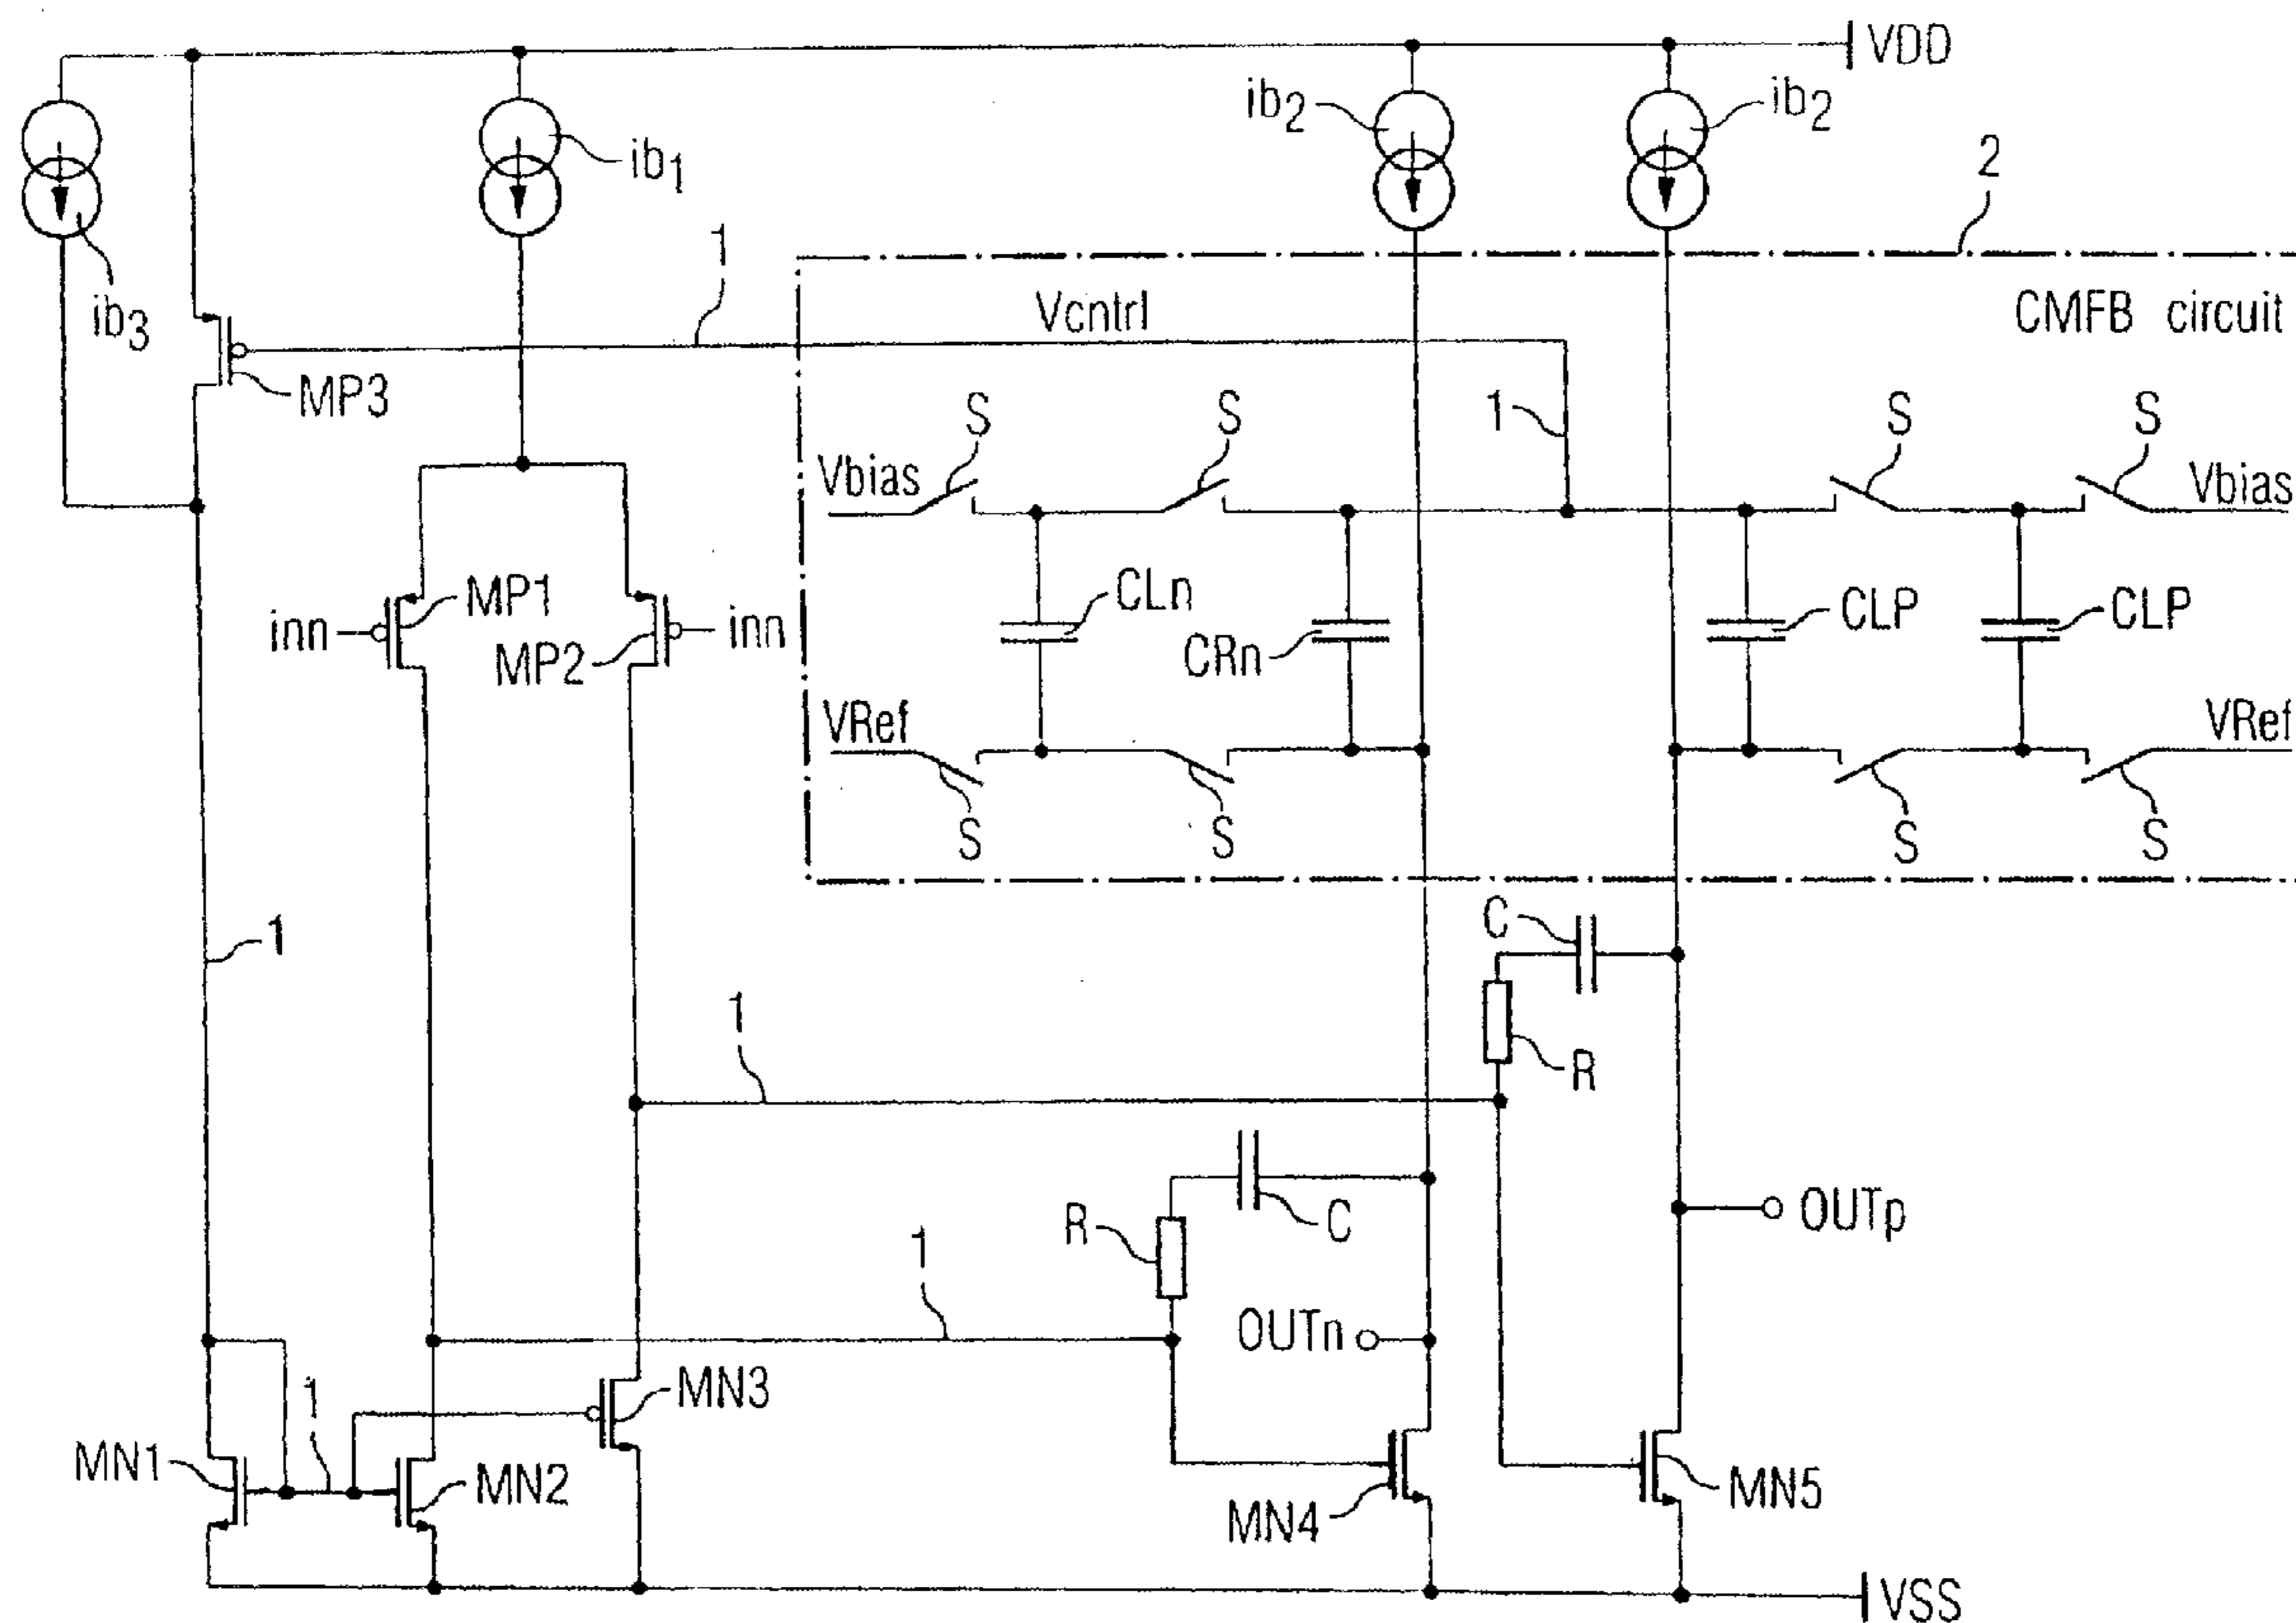 VDD
ib2
ib2
ib1
2
ib3
1
Vcntrl
CMFB circuit
MP3
S
S
1
S
S
Vbias
Vbias
MP1
CLn
CLP
CLP
inn
inn
MP2
CRn
VRef
VRef
S
S
S
S
C
1
R
1
C
R
OUTp
1
OUTn
MN3
1
MN1
MN2
MN5
MN4
VSS